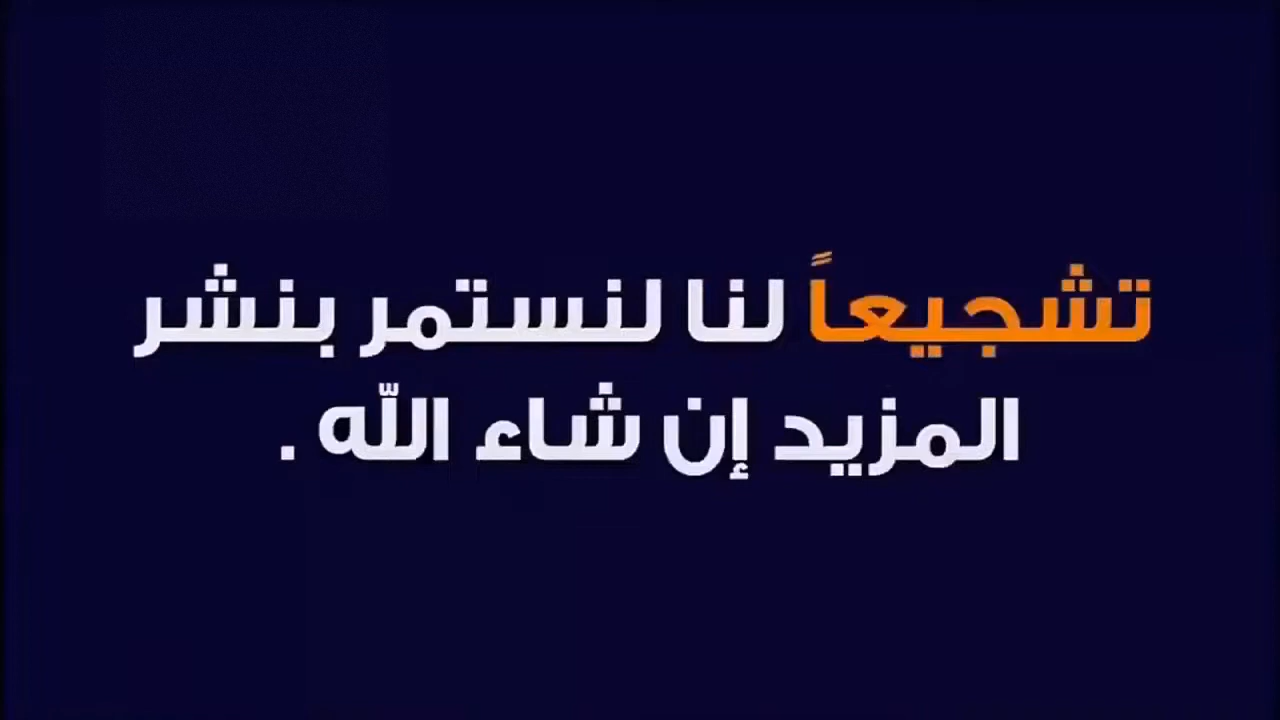 تشجيعاً لنا لنستمر بنشر
المزيد إن شاء اللّه .